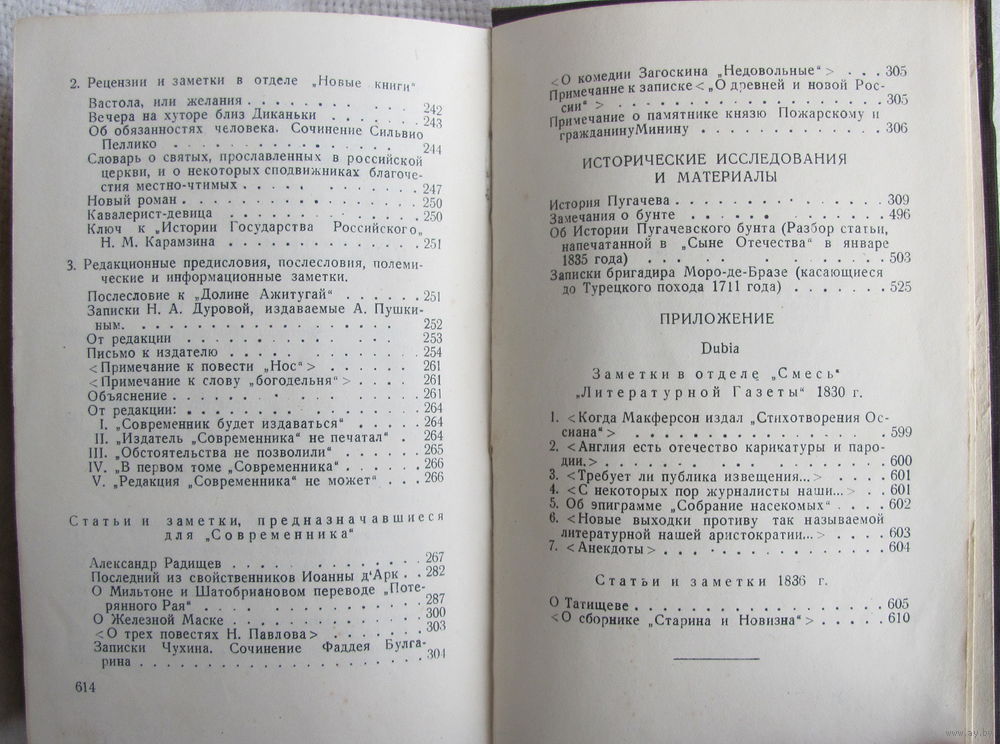 2. Рецензии и заметки в отделе „Новые книги“
Вастола, или желания . . . . . . . . . 242
Вечера на хуторе близ Диканьки . . . . . . 243
Об обязанностях человека. Сочинение Сильвио
Пеллико . . . . . . . . . . . . . 244
Словарь о святых, прославленных в российской
церкви, и о некоторых сподвижниках благоче-
стия местно-чтимых . . . . . . . . . 247
Новый роман . . . . . . . . . . . . 250
Кавалерист-девица . . . . . . . . . . 250
Ключ к „Истории Государства Российского„
Н. М. Карамзина . . . . . . . . . . 251
3. Редакционные предисловия, послесловия, полеми-
ческие и информационные заметки.
Послесловие к „Долине Ажитугай“ . . . . . . 251
Записки Н. А. Дуровой, издаваемые А. Пушки-
ным. . . . . . . . . . . . . . . 252
От редакции . . . . . . . . . . . . 253
Письмо к издателю . . . . . . . . . . 254
<Примечание к повести „Нос“> . . . . . . . 261
<Примечание к слову „богодельня“> . . . . 261
Объяснение . . . . . . . . . . . . . 261
От редакции: . . . . . . . . . . . . 264
I. „Современник будет издаваться“ . . . . . 264
II. „Издатель „Современника“ не печатал“ . 264
III. „Обстоятельства не позволили“ . . . . . 265
IV. „В первом томе „Современника“ . . . . . 266
V. „Редакция „Современника“ не может“ . . . 266
Статьи и заметки, предназначавшиеся
для „Современника“
Александр Радищев . . . . . . . . . . 267
Последний из свойственников Иоанны д‘Арк . . 282
О Мильтоне и Шатобриановом переводе „Поте-
рянного Рая“ . . . . . . . . . . . . 287
О Железной Маске . . . . . . . . . . 300
<О трех повестях Н. Павлова> . . . . . . . 303
Записки Чухина. Сочинение Фаддея Булга-
рина . . . . . . . . . . . . . . 304
614
<О комедии Загоскина „Недовольные“> . . . 305
Примечание к записке <„О древней и новой Рос-
сии“ > . . . . . . . . . . . . . . 305
Примечание о памятнике князю Пожарскому и
гражданинуМинину . . . . . . . . . . 306
ИСТОРИЧЕСКИЕ ИССЛЕДОВАНИЯ
И МАТЕРИАЛЫ
История Пугачева . . . . . . . . . . . 309
Замечания о бунте . . . . . . . . . . 496
Об Истории Пугачевского бунта (Разбор статьи,
напечатанной в „Сыне Отечества“ в январе
1835 года) . . . . . . . . . . . . 503
Записки бригадира Моро-де-Бразе (касающиеся
до Турецкого похода 1711 года) . . . . . . . 525
ПРИЛОЖЕНИЕ
Dubia
Заметки в отделе „Смесь“
„Литературной Газеты“ 1830 г.
1. <Когда Макферсон издал „Стихотворения Ос-
сиана“> . . . . . . . . . . . . . . 599
2. <Англия есть отечество карикатуры и паро-
дии.> . . . . . . . . . . . . . . 600
3. <Требует ли публика извещения...> . . . . 601
4. <С некоторых пор журналисты наши...> . . 601
5. Об эпиграмме „Собрание насекомых“ . . . . 602
6. <Новые выходки противу так называемой
литературной нашей аристократии...> . . . . 603
7. <Анекдоты> . . . . . . . . . . . . 604
Статьи и заметки 1836 г.
О Татищеве . . . . . . . . . . . . . 605
<О сборнике „Старина и Новизна“> . . . . . 610
www.ay.by